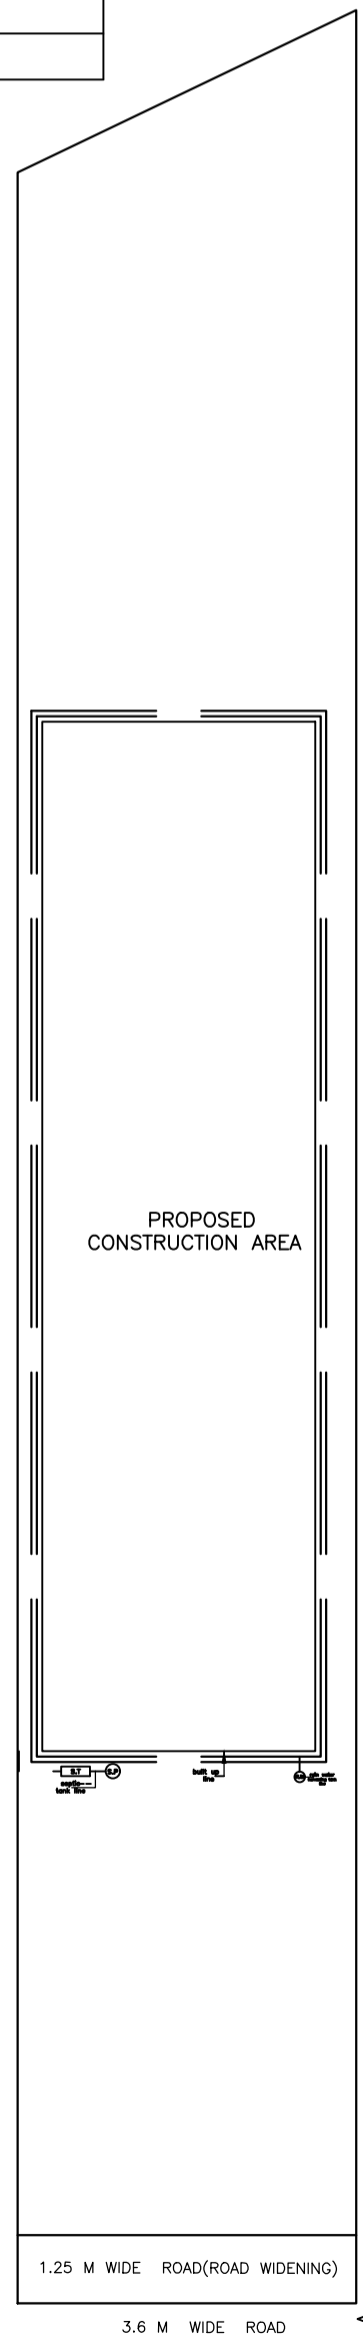 PROPOSED
CONSTRUCTION AREA
S.T
S.P
septic
tank line
built up
line
1.25 M WIDE ROAD(ROAD WIDENING)
3.6 M WIDE ROAD